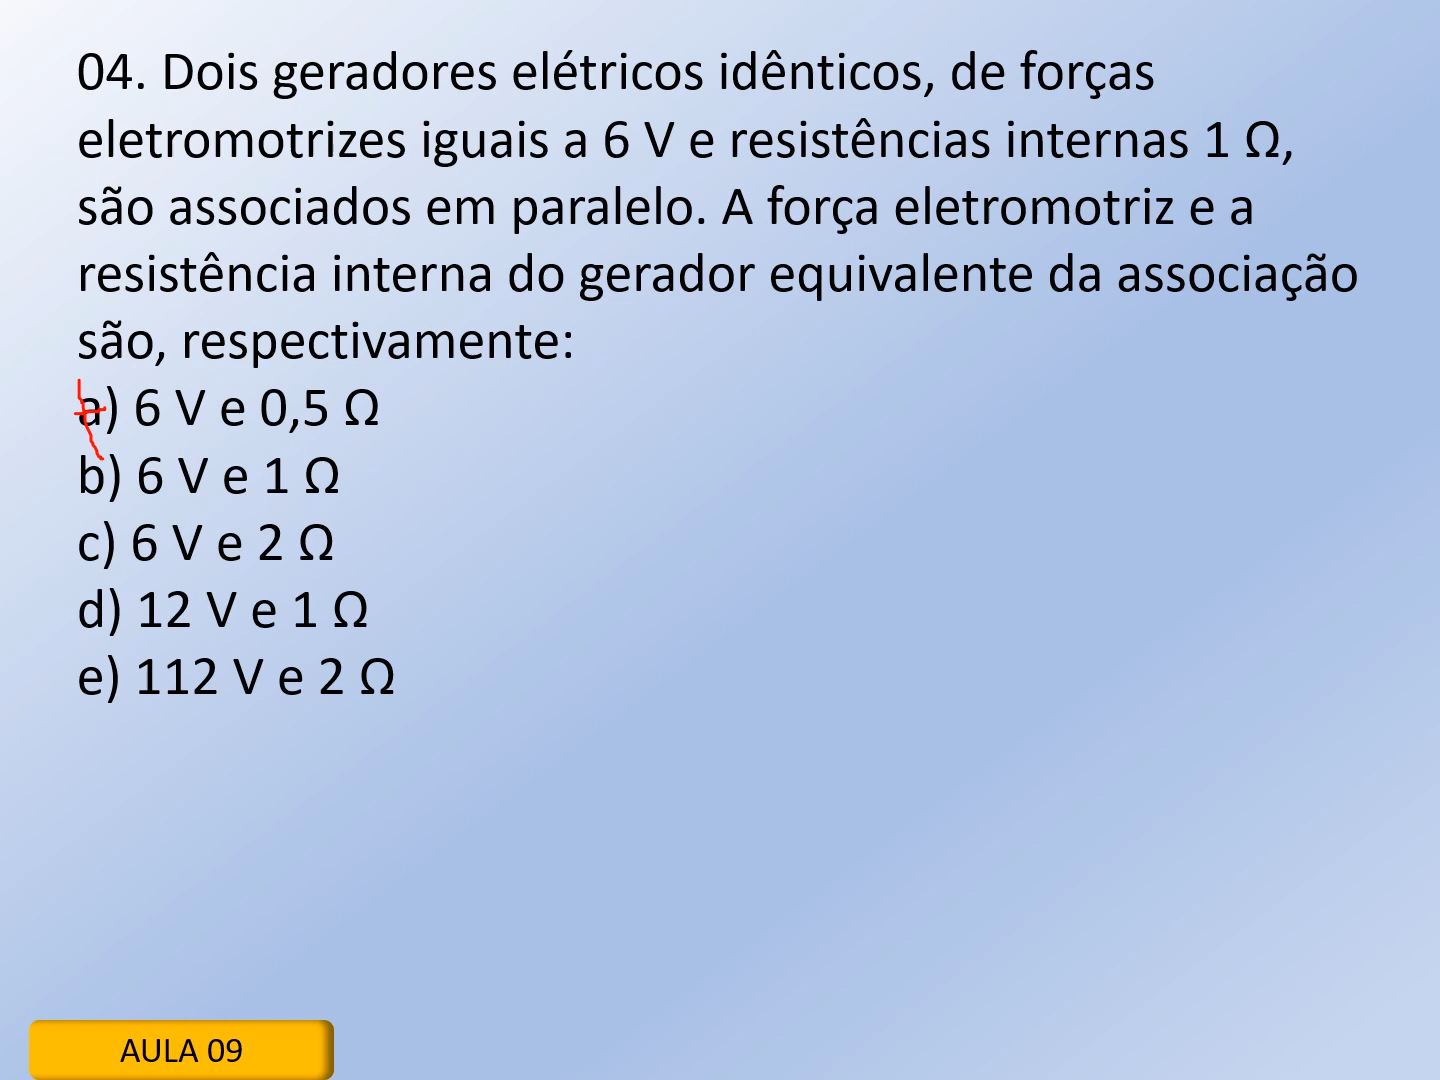 04. Dois geradores elétricos idênticos, de forças
eletromotrizes iguais a 6 V e resistências internas 1 Ω,
são associados em paralelo. A força eletromotriz e a
resistência interna do gerador equivalente da associação
são, respectivamente:
a) 6 V e 0,5 Ω
b) 6 V e 1 Ω
c) 6 V e 2 Ω
d) 12 V e 1 Ω
e) 112 V e 2 Ω
AULA 09